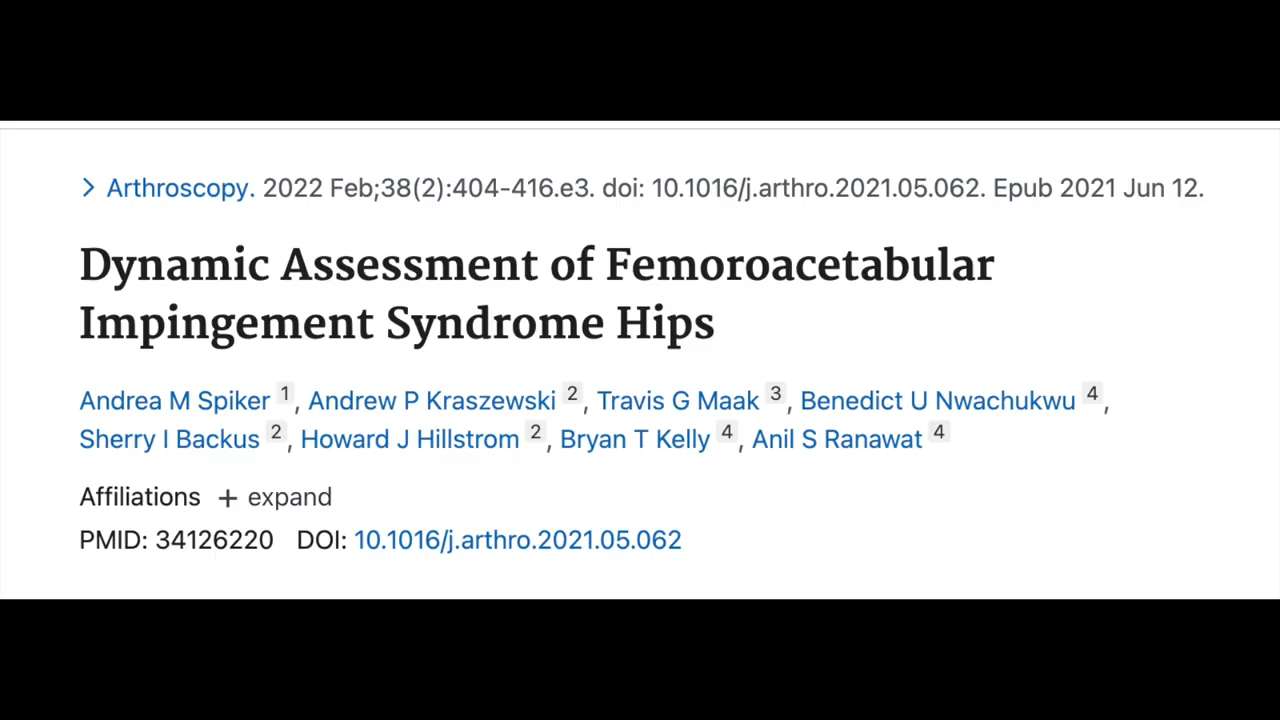 > Arthroscopy. 2022 Feb;38(2):404-416.e3. doi: 10.1016/j.arthro.2021.05.062. Epub 2021 Jun 12.
Dynamic Assessment of Femoroacetabular
Impingement Syndrome Hips
Andrea M Spiker 1, Andrew P Kraszewski 2, Travis G Maak 3, Benedict U Nwachukwu 4,
Sherry I Backus 2, Howard J Hillstrom 2, Bryan T Kelly 4, Anil S Ranawat 4
Affiliations + expand
PMID: 34126220 DOI: 10.1016/j.arthro.2021.05.062